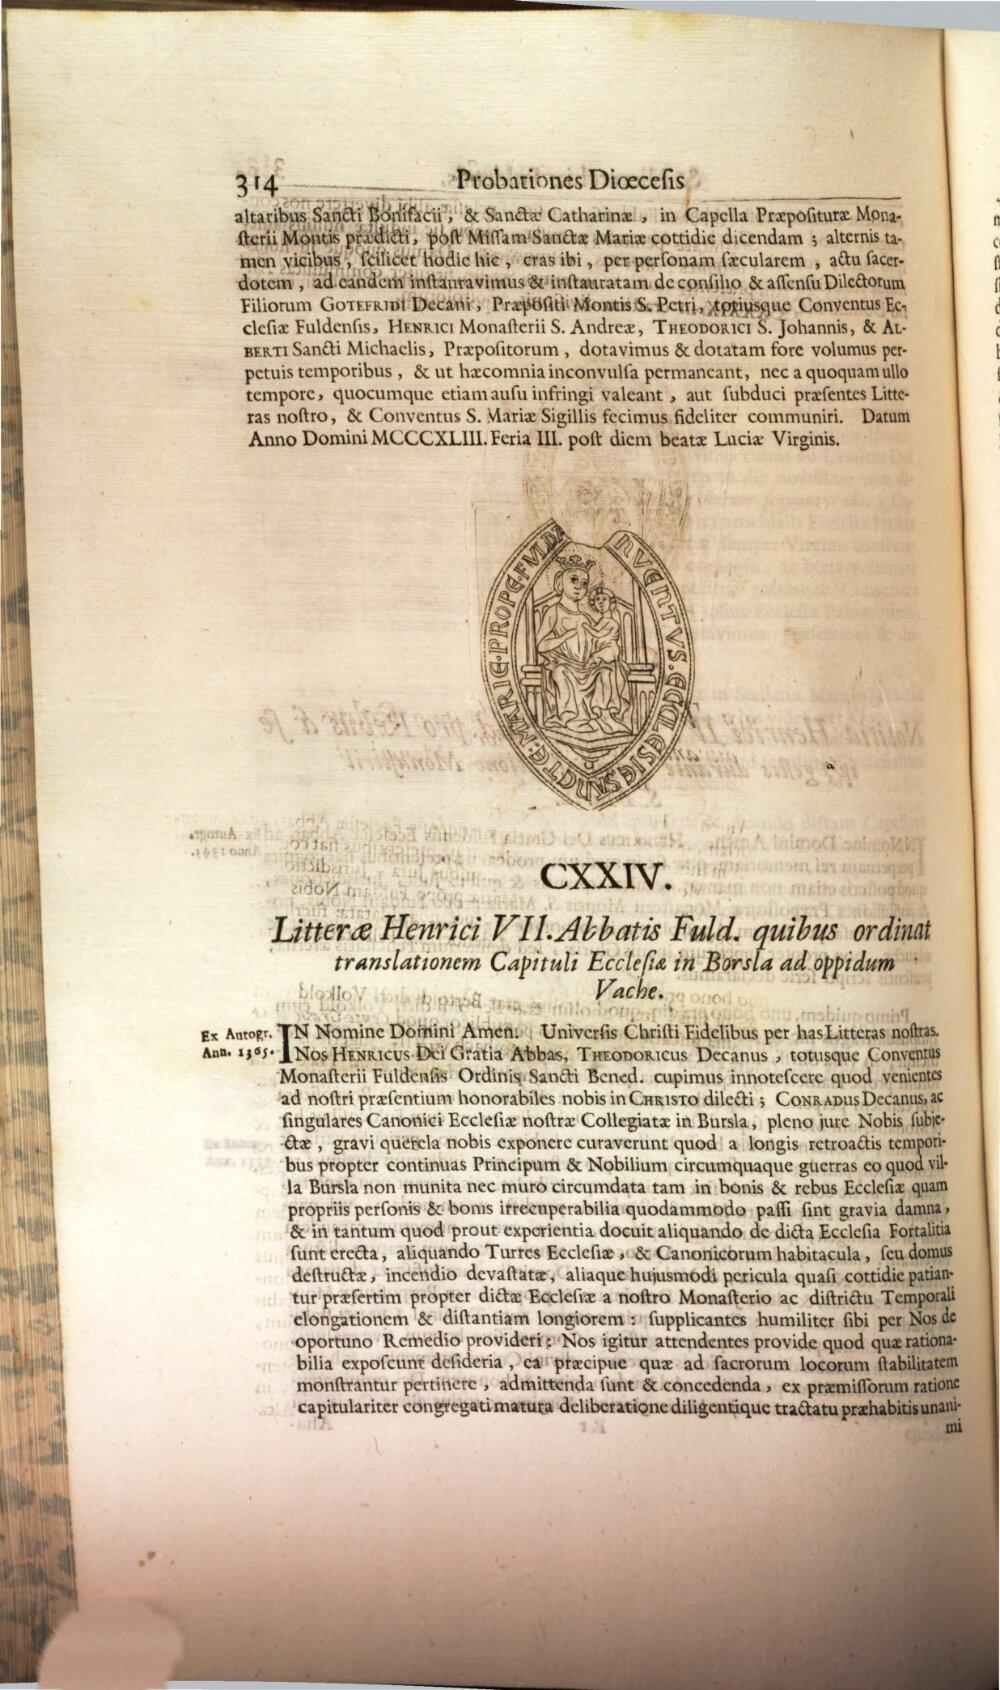 314 Probationes Diœcesis
altaribus Sancti Bonifacii, & Sanctæ Catharinæ, in Capella Præposituræ Mona-
sterii Montis prædicti, post Missam Sanctæ Mariæ cottidie dicendam; alternis ta-
men vicibus, scilicet hodie hic, cras ibi, per personam sæcularem, actu sacer-
dotem, ad eandem instauravimus & instauratam de consilio & assensu Dilectorum
Filiorum GOTEFRIDI Decani, Præpositi Montis S. Petri, totiusque Conventus Ec-
clesiæ Fuldensis, HENRICI Monasterii S. Andreæ, THEODORICI S. Johannis, & AL-
BERTI Sancti Michaelis, Præpositorum, dotavimus & dotatam fore volumus per-
petuis temporibus, & ut hæcomnia inconvulsa permaneant, nec a quoquam ullo
tempore, quocumque etiam ausu infringi valeant, aut subduci præsentes Litte-
ras nostro, & Conventus S. Mariæ Sigillis fecimus fideliter communiri. Datum
Anno Domini MCCCXLIII. Feria III. post diem beatæ Luciæ Virginis.
NVENTVS. ECCLESIE SANCTE. MARIE. PROPE. FVLDA
CXXIV.
Litteræ Henrici VII. Abbatis Fuld. quibus ordinat
translationem Capituli Ecclesiæ in Borsla ad oppidum
Vache.
Ex Autogr.
Ann. 1365.
IN Nomine Domini Amen. Universis Christi Fidelibus per has Litteras nostras.
Nos HENRICUS Dei Gratia Abbas, THEODORICUS Decanus, totusque Conventus
Monasterii Fuldensis Ordinis Sancti Bened. cupimus innotescere quod venientes
ad nostri præsentium honorabiles nobis in CHRISTO dilecti; CONRADUS Decanus, ac
singulares Canonici Ecclesiæ nostræ Collegiatæ in Bursla, pleno jure Nobis subje-
ctæ, gravi querela nobis exponere curaverunt quod a longis retroactis tempori-
bus propter continuas Principum & Nobilium circumquaque guerras eo quod vil-
la Bursla non munita nec muro circumdata tam in bonis & rebus Ecclesiæ quam
propriis personis & bonis irrecuperabilia quodammodo passi sint gravia damna,
& in tantum quod prout experientia docuit aliquando de dicta Ecclesia Fortalitia
sunt erecta, aliquando Turres Ecclesiæ, & Canonicorum habitacula, seu domus
destructæ, incendio devastatæ, aliaque hujusmodi pericula quasi cottidie patian-
tur præsertim propter dictæ Ecclesiæ a nostro Monasterio ac districtu Temporali
elongationem & distantiam longiorem: supplicantes humiliter sibi per Nos de
oportuno Remedio provideri: Nos igitur attendentes provide quod quæ rationa-
bilia exposcunt desideria, ea præcipue quæ ad sacrorum locorum stabilitatem
monstrantur pertinere, admittenda sunt & concedenda, ex præmissorum ratione
capitulariter congregati matura deliberatione diligentique tractatu præhabitis unani-
mi